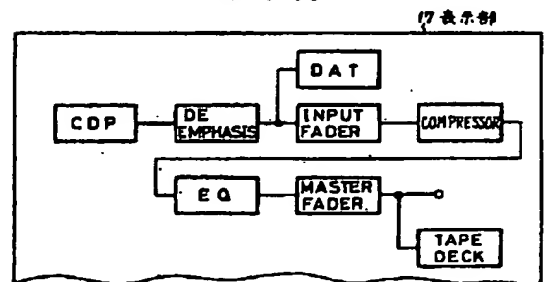 17 表示部
DAT
CDP
DE
EMPHASIS
INPUT
FADER
COMPRESSOR
EQ
MASTER
FADER.
TAPE
DECK